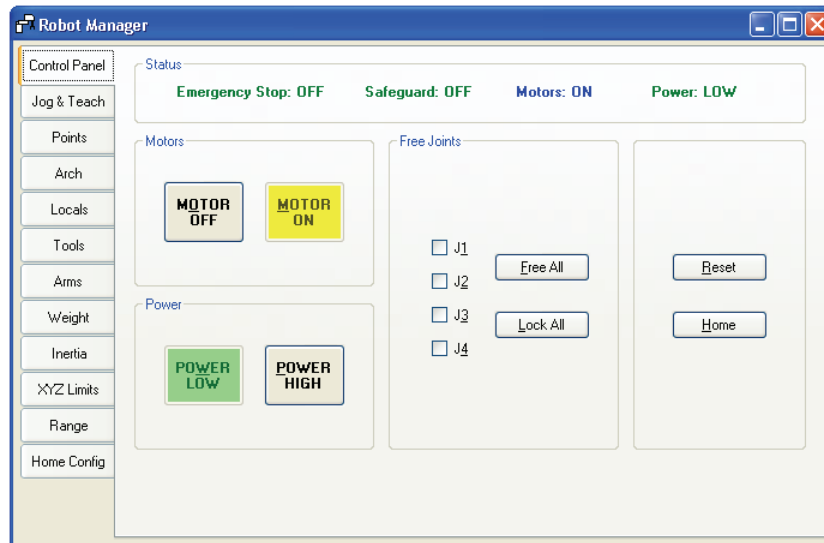 Robot Manager
Control Panel
Jog & Teach
Points
Arch
Locals
Tools
Arms
Weight
Inertia
XYZ Limits
Range
Home Config
Status
Emergency Stop: OFF Safeguard: OFF Motors: ON Power: LOW
Motors
MOTOR
OFF
MOTOR
ON
Power
POWER
LOW
POWER
HIGH
Free Joints
J1
J2
J3
J4
Free All
Lock All
Reset
Home